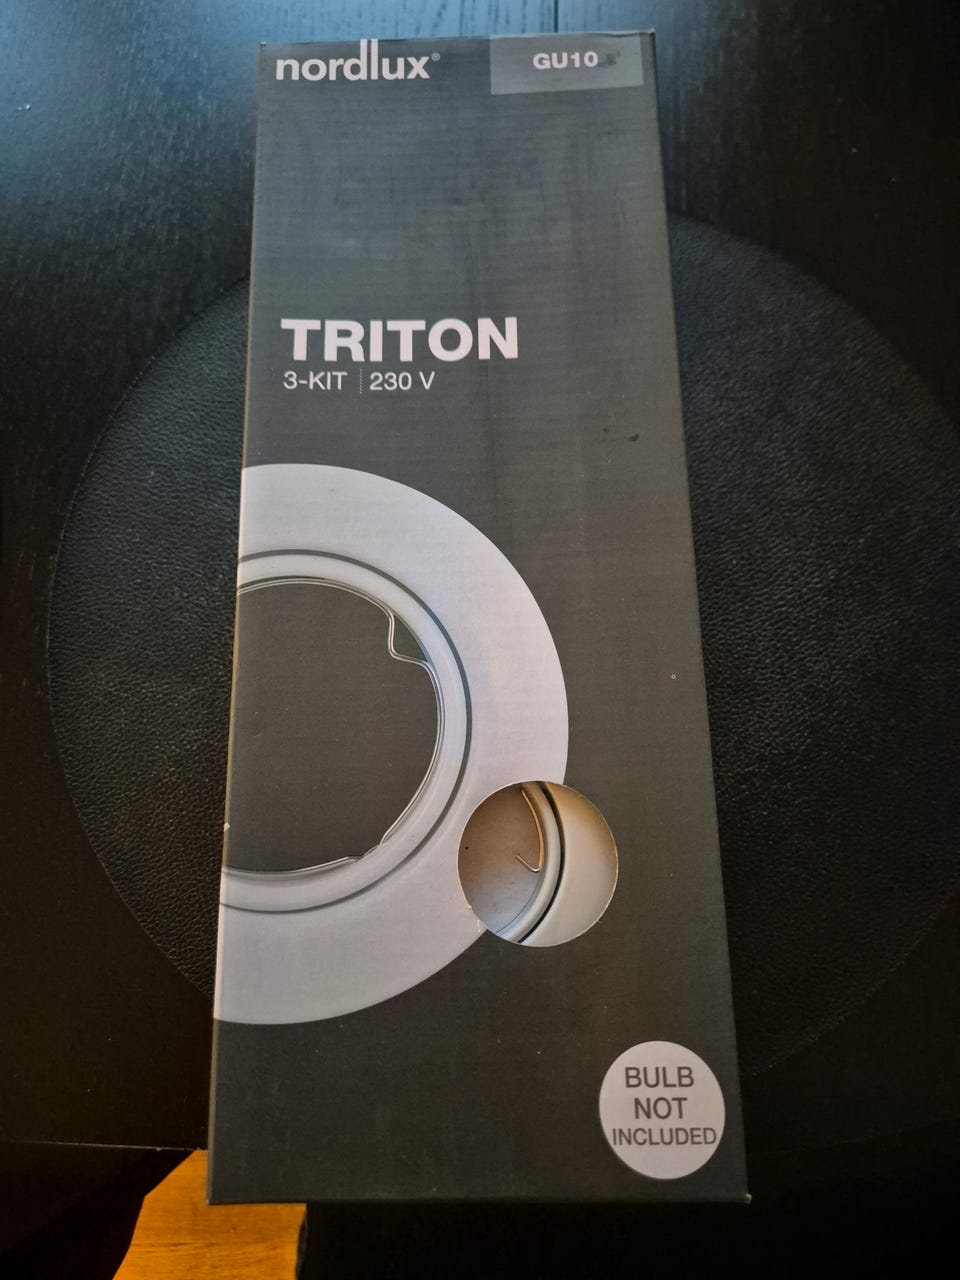 nordlux®
GU10
TRITON
3-KIT 230 V
BULB
NOT
INCLUDED